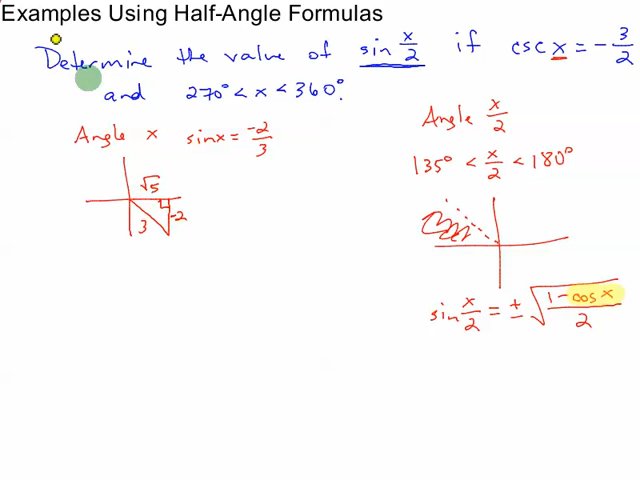 Examples Using Half-Angle Formulas
Determine the value of sin x/2 if csc x = -3/2
and 270° < x < 360°.
Angle x sin x = -2/3
√5
-2
3
Angle x/2
135° < x/2 < 180°
sin x/2 = ± √((1 - cos x)/2)